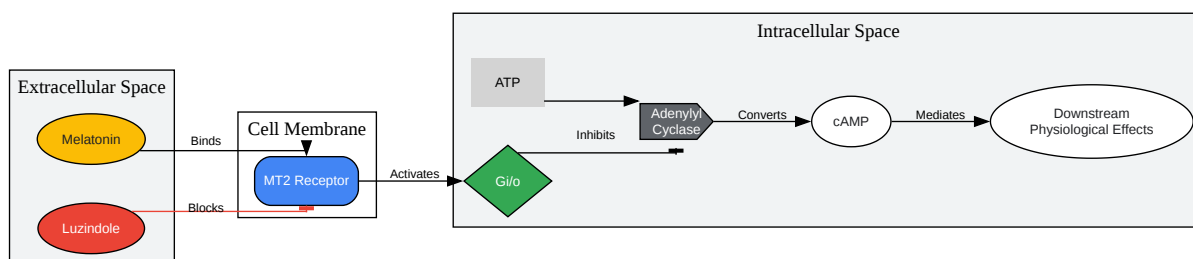 Intracellular Space
Extracellular Space
Cell Membrane
ATP
Adenylyl
Cyclase
Converts
cAMP
Mediates
Downstream
Physiological Effects
Melatonin
Binds
Inhibits
MT2 Receptor
Activates
Gi/o
Luzindole
Blocks